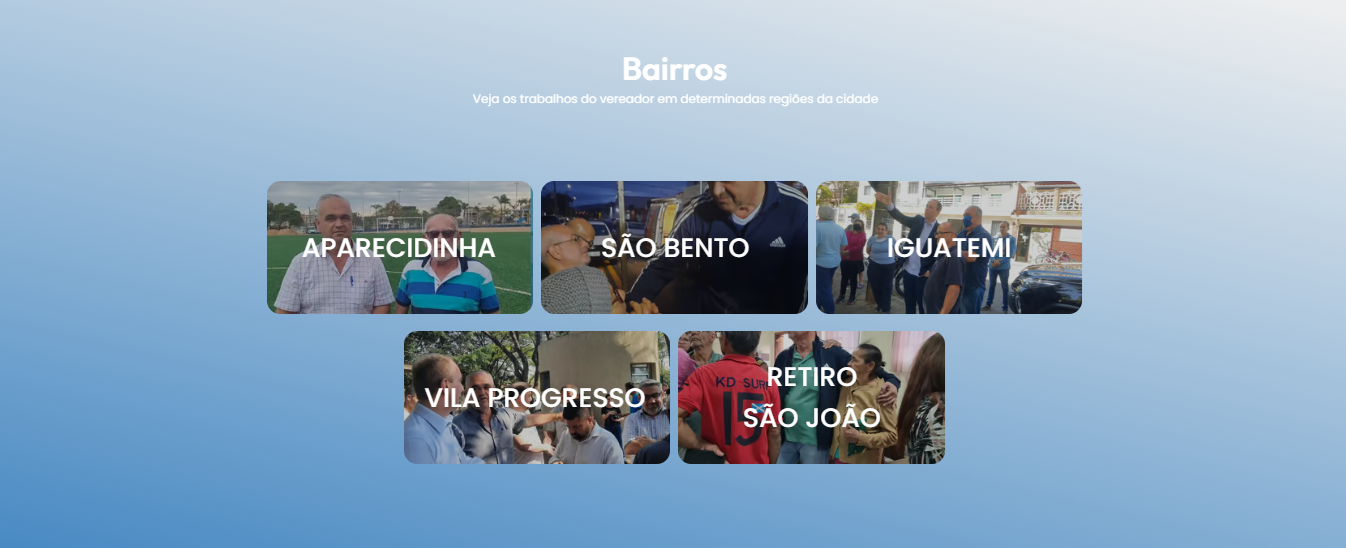 Bairros
Veja os trabalhos do vereador em determinadas regiões da cidade
APARECIDINHA
SÃO BENTO
IGUATEMI
VILA PROGRESSO
RETIRO
SÃO JOÃO
KD SURF
15